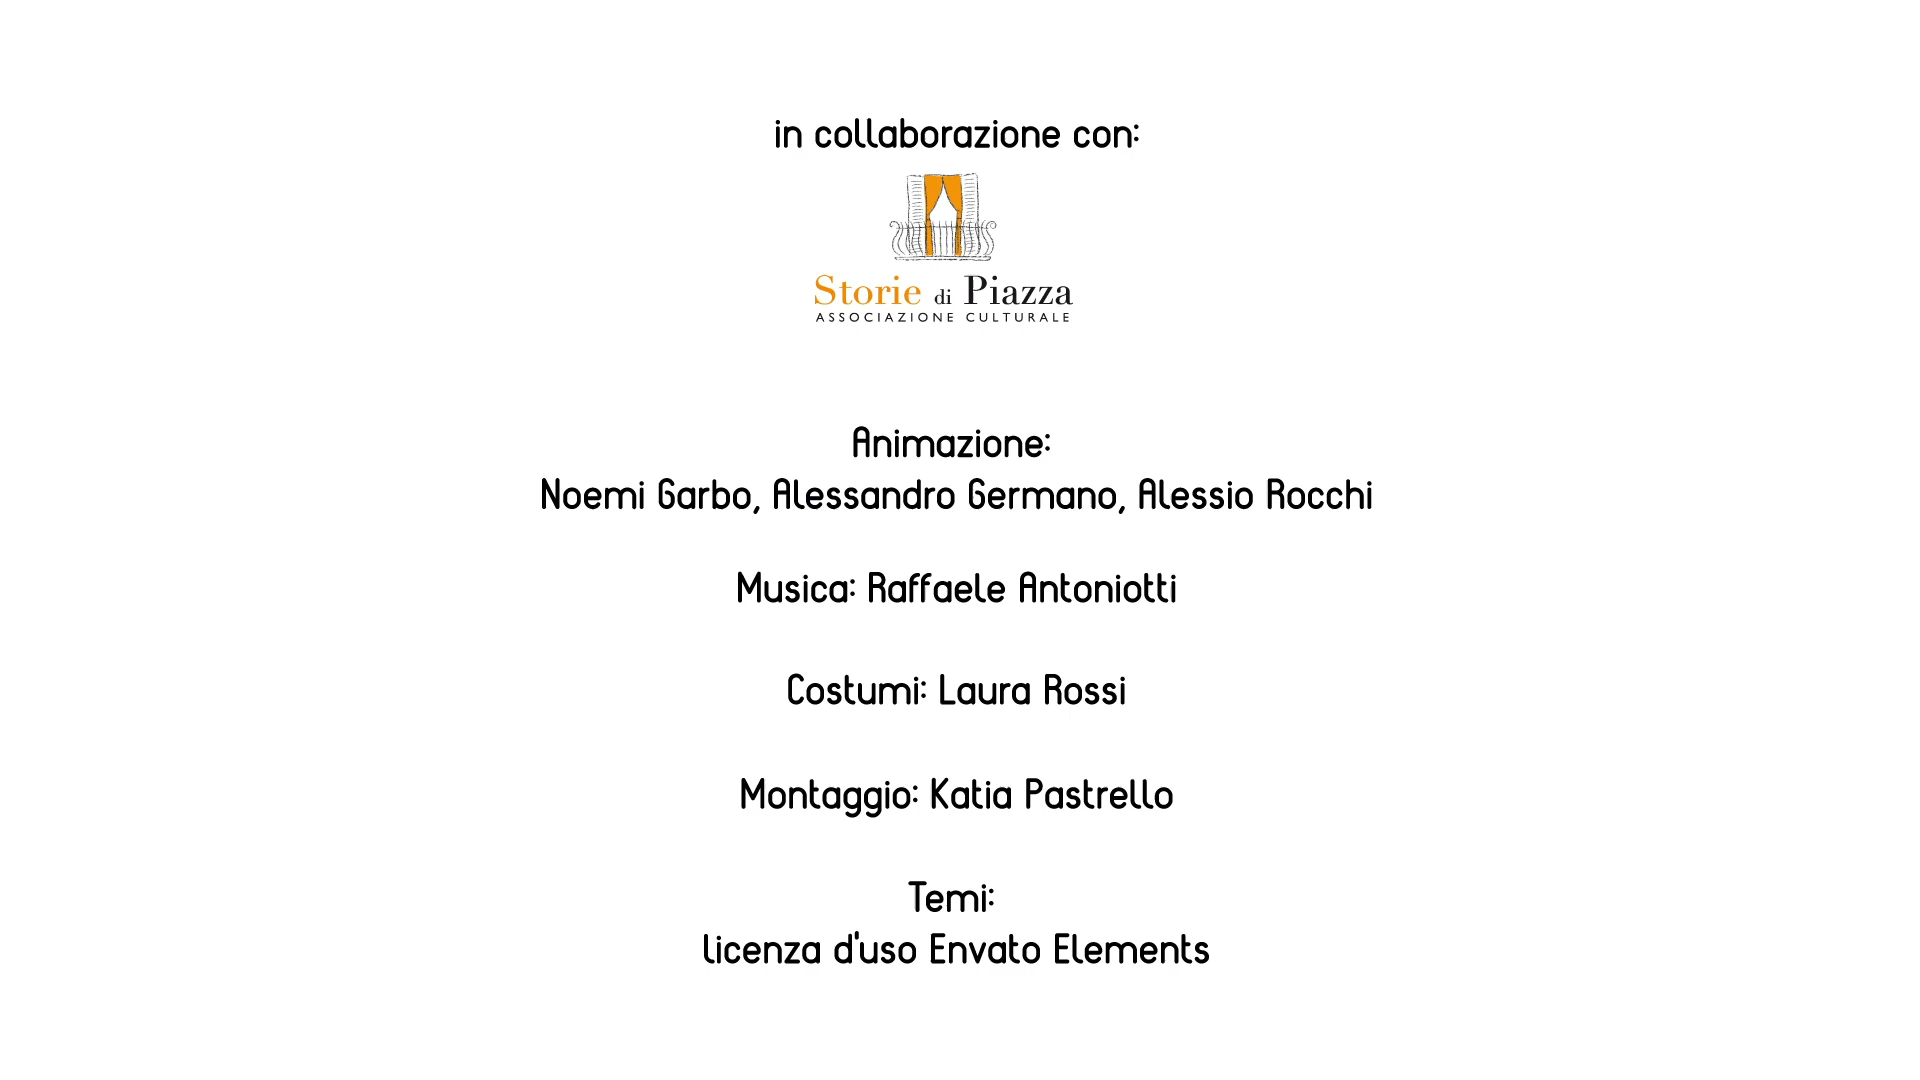 in collaborazione con:
Storie di Piazza
ASSOCIAZIONE CULTURALE
Animazione:
Noemi Garbo, Alessandro Germano, Alessio Rocchi
Musica: Raffaele Antoniotti
Costumi: Laura Rossi
Montaggio: Katia Pastrello
Temi:
licenza d'uso Envato Elements